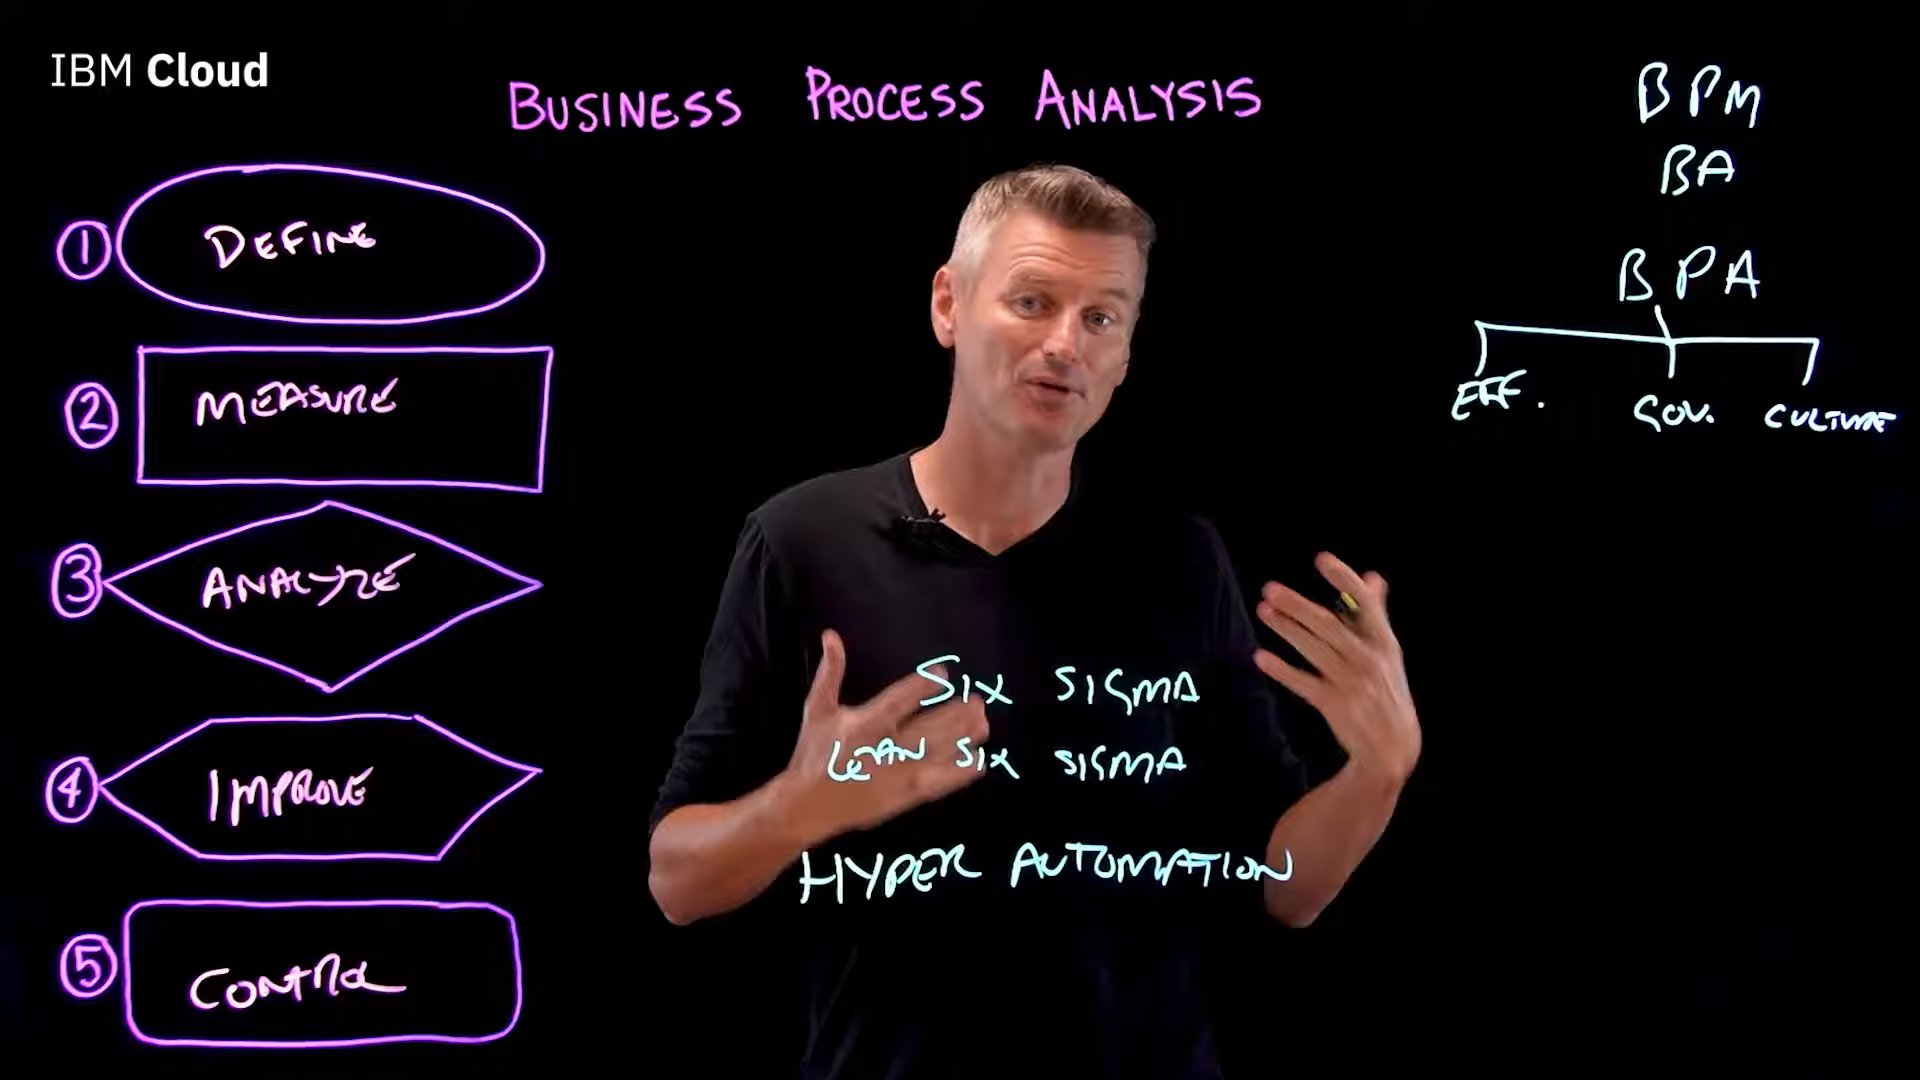 IBM Cloud
BUSINESS PROCESS ANALYSIS
1 DEFINE
2 MEASURE
3 ANALYZE
4 IMPROVE
5 CONTROL
SIX SIGMA
LEAN SIX SIGMA
HYPER AUTOMATION
BPM
BA
BPA
EFF. GOV. CULTURE